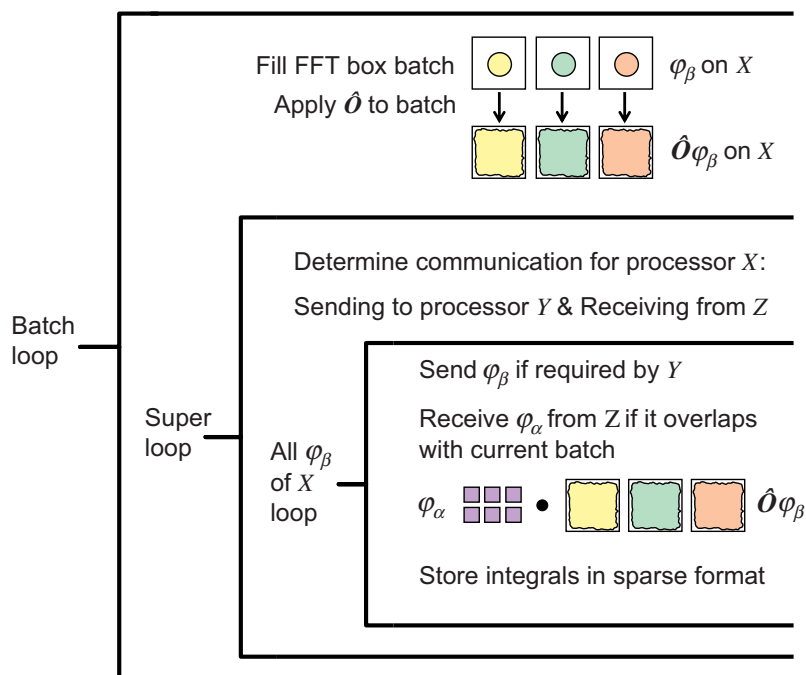 Fill FFT box batch
φβ on X
Apply Ô to batch
Ôφβ on X
Determine communication for processor X:
Sending to processor Y & Receiving from Z
Batch
loop
Send φβ if required by Y
Super
loop
Receive φα from Z if it overlaps
with current batch
All φβ
of X
loop
φα • Ôφβ
Store integrals in sparse format